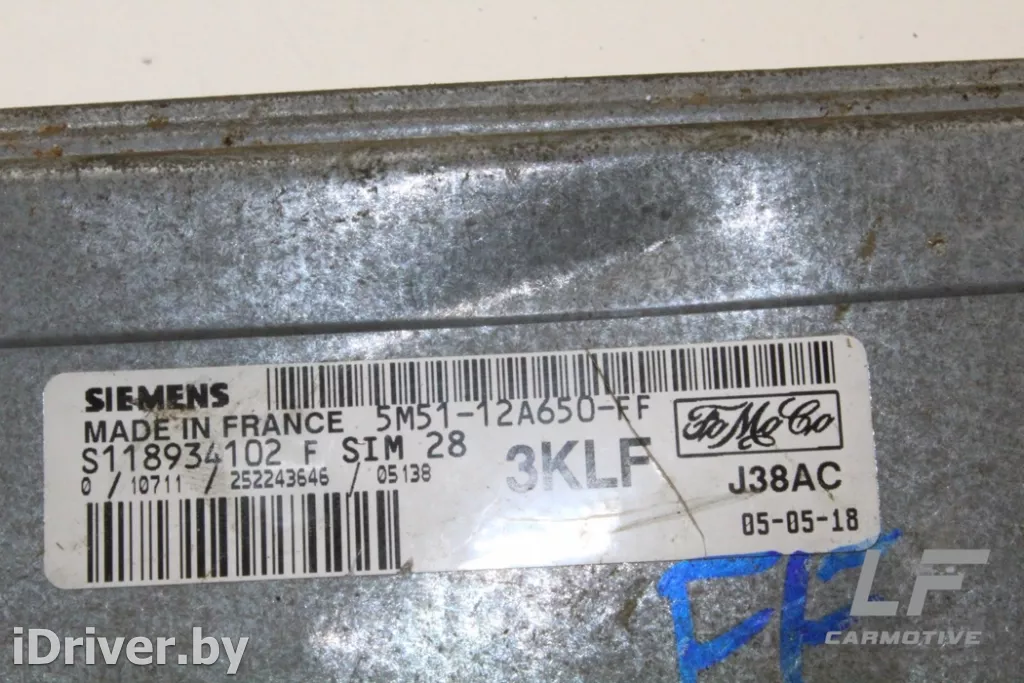 SIEMENS
MADE IN FRANCE 5M51-12A650-FF
S118934102 F SIM 28
0 / 10711 / 252243646 / 05138
3KLF
FoMoCo
J38AC
05-05-18
FF
LF
CARMOTIVE
iDriver.by